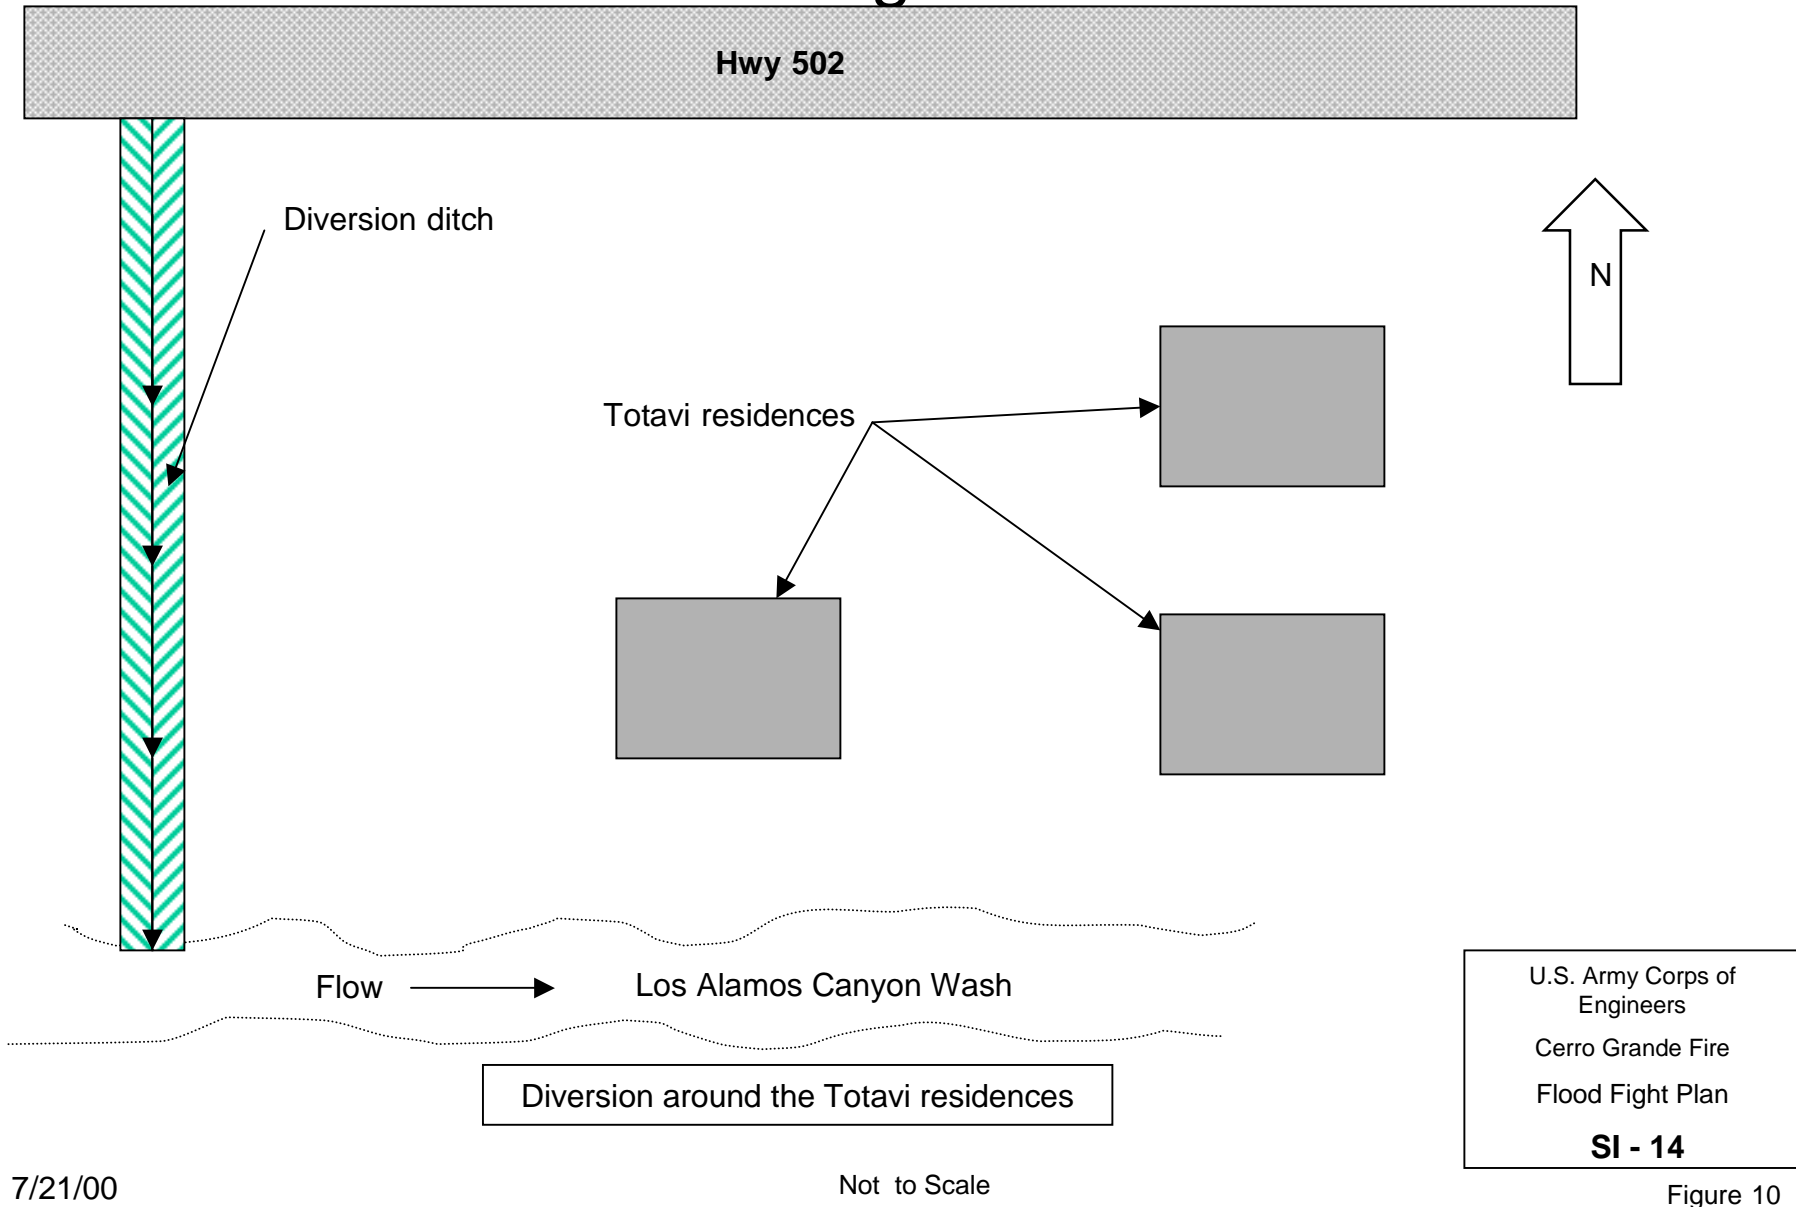 Hwy 502
Diversion ditch
N
Totavi residences
Flow
Los Alamos Canyon Wash
Diversion around the Totavi residences
U.S. Army Corps of
Engineers
Cerro Grande Fire
Flood Fight Plan
SI - 14
7/21/00
Not to Scale
Figure 10